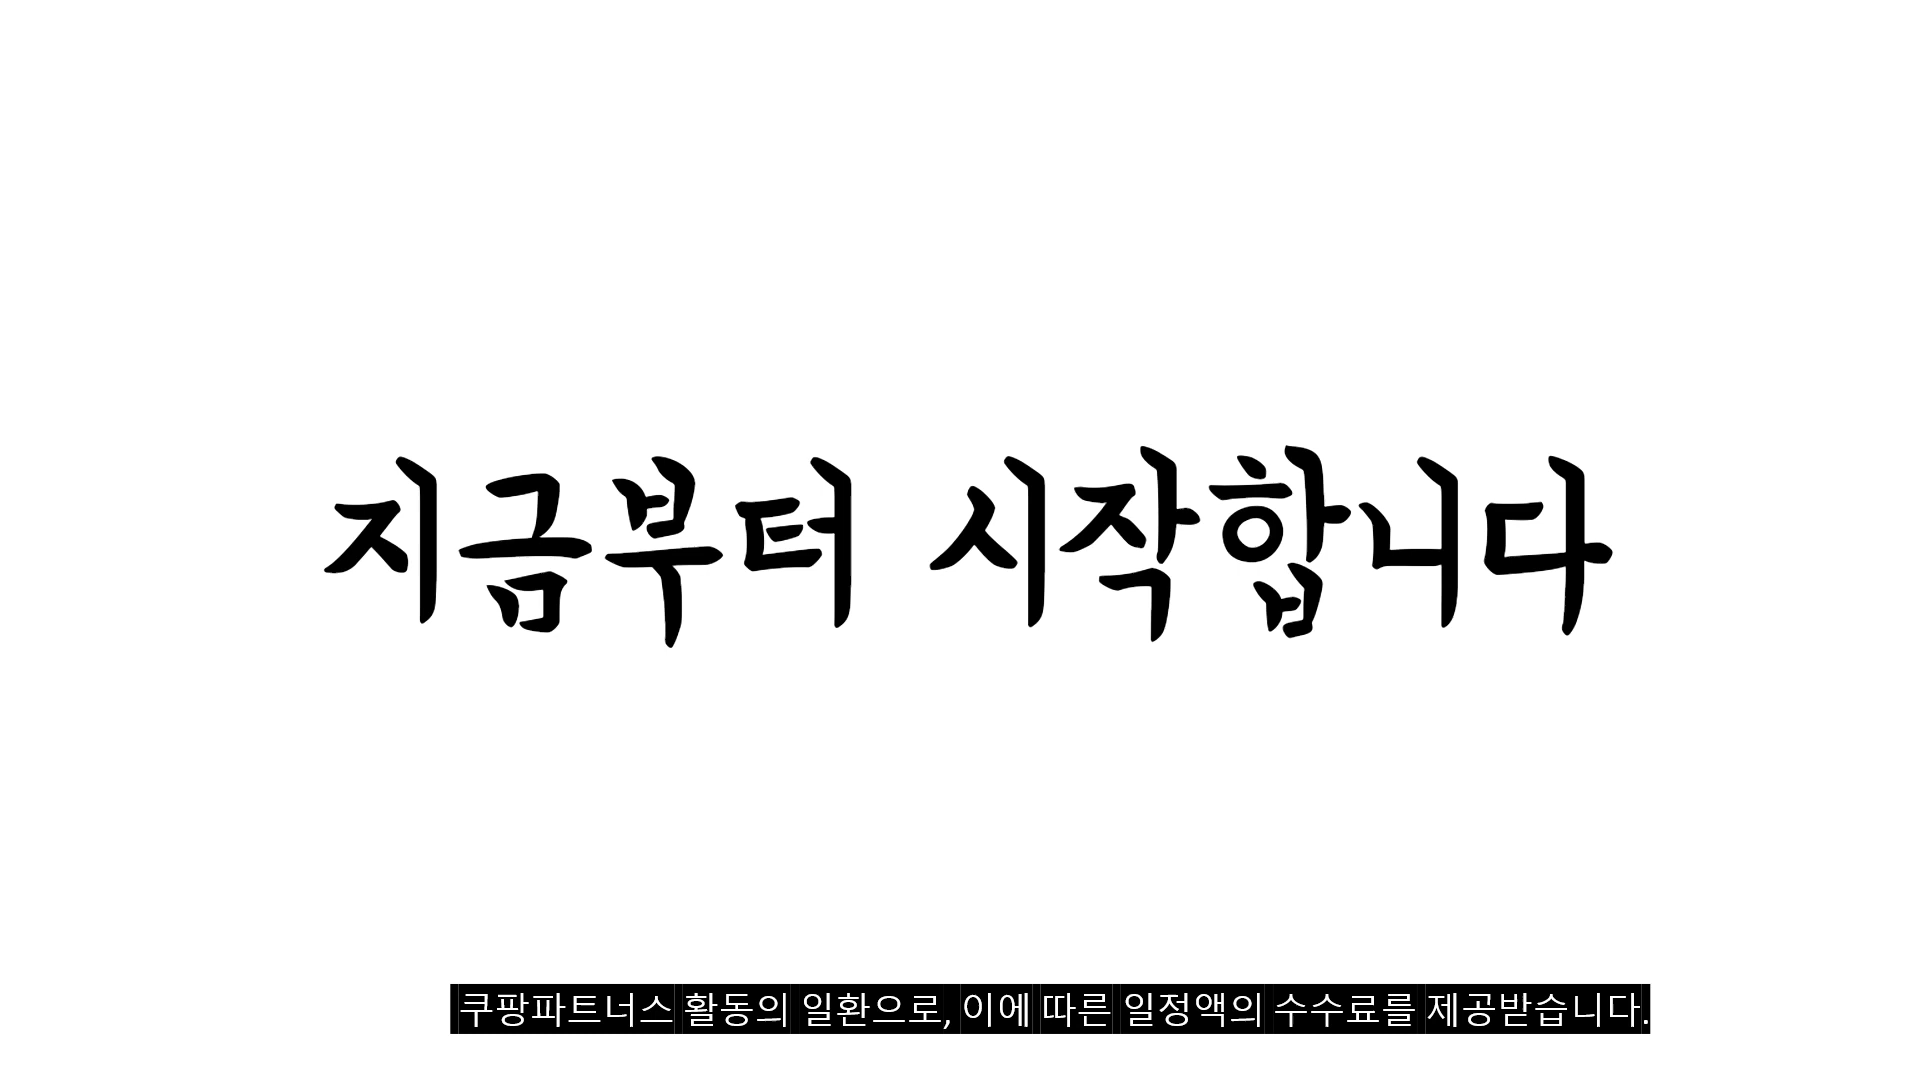 지금부터 시작합니다
쿠팡파트너스 활동의 일환으로, 이에 따른 일정액의 수수료를 제공받습니다.